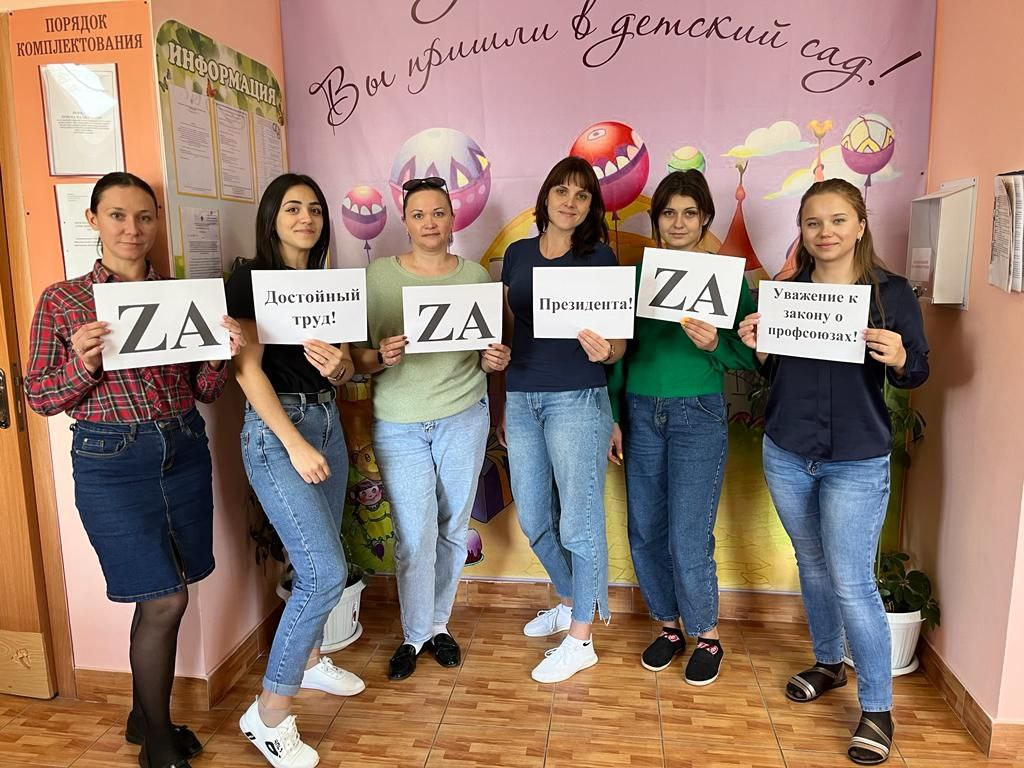 ПОРЯДОК
КОМПЛЕКТОВАНИЯ
ИНФОРМАЦИЯ
Вы пришли в детский сад!
ZA
Достойный
труд!
ZA
Президента!
ZA
Уважение к
закону о
профсоюзах!